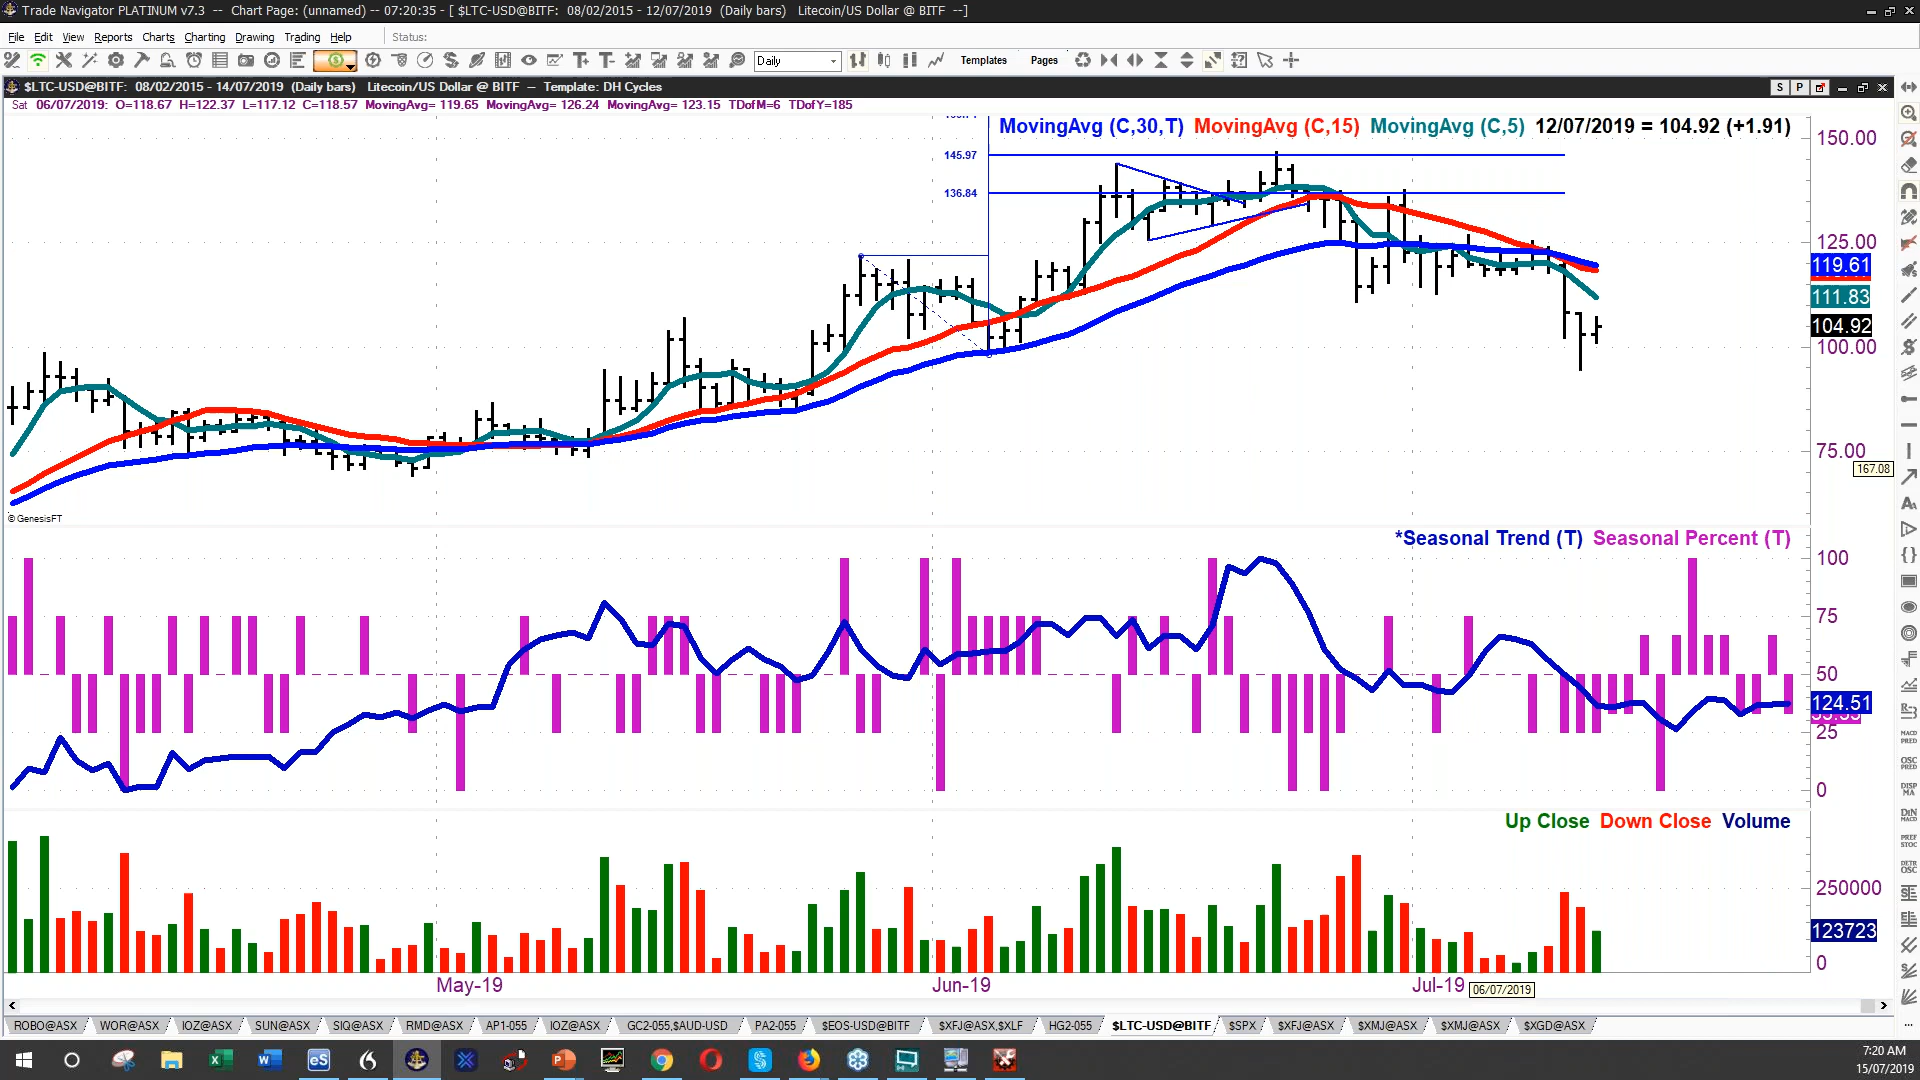 Trade Navigator PLATINUM v7.3 -- Chart Page: (unnamed) -- 07:20:35 - [ $LTC-USD@BITF: 08/02/2015 - 12/07/2019 (Daily bars) Litecoin/US Dollar @ BITF --]
File Edit View Reports Charts Charting Drawing Trading Help Status:
Daily Templates Pages
$LTC-USD@BITF: 08/02/2015 - 14/07/2019 (Daily bars) Litecoin/US Dollar @ BITF -- Template: DH Cycles S P
Sat 06/07/2019: O=118.67 H=122.37 L=117.12 C=118.57 MovingAvg= 119.65 MovingAvg= 126.24 MovingAvg= 123.15 TDofM=6 TDofY=185
MovingAvg (C,30,T) MovingAvg (C,15) MovingAvg (C,5) 12/07/2019 = 104.92 (+1.91)
150.00
145.97
136.84
125.00
119.61
111.83
104.92
100.00
75.00
167.08
© GenesisFT
*Seasonal Trend (T) Seasonal Percent (T)
100
75
50
124.51
25
0
Up Close Down Close Volume
250000
123723
0
May-19 Jun-19 Jul-19 06/07/2019
ROBO@ASX WOR@ASX IOZ@ASX SUN@ASX SIQ@ASX RMD@ASX AP1-055 IOZ@ASX GC2-055,$AUD-USD PA2-055 $EOS-USD@BITF $XFJ@ASX,$XLF HG2-055 $LTC-USD@BITF $SPX $XFJ@ASX $XMJ@ASX $XMJ@ASX $XGD@ASX
7:20 AM
15/07/2019